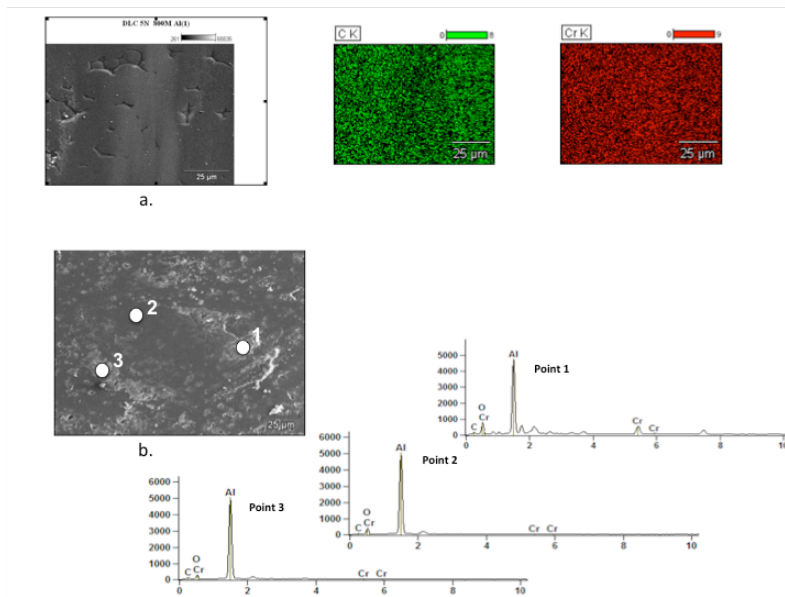 DLC 5N 800M Al(1)
261 68836
25 µm
C K
0 8
25 µm
Cr K
0 9
25 µm
a.
2
1
3
25 µm
b.
5000
4000
3000
2000
1000
0
Al
Point 1
O
C Cr
Cr Cr
0 2 4 6 8 10
6000
5000
4000
3000
2000
1000
0
Al
Point 2
O
C Cr
Cr Cr
0 2 4 6 8 10
6000
5000
4000
3000
2000
1000
0
Al
Point 3
O
C Cr
Cr Cr
0 2 4 6 8 10